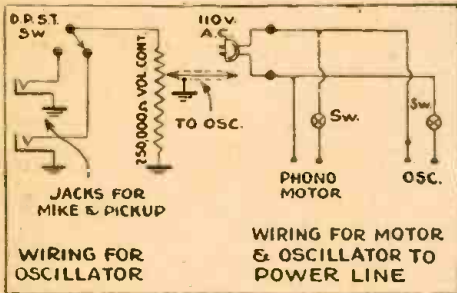 D.P.S.T.
SW
110 V.
A.C.
250,000Ω VOL. CONT.
TO OSC.
Sw.
Sw.
JACKS FOR
MIKE & PICKUP
PHONO
MOTOR
OSC.
WIRING FOR
OSCILLATOR
WIRING FOR MOTOR
& OSCILLATOR TO
POWER LINE